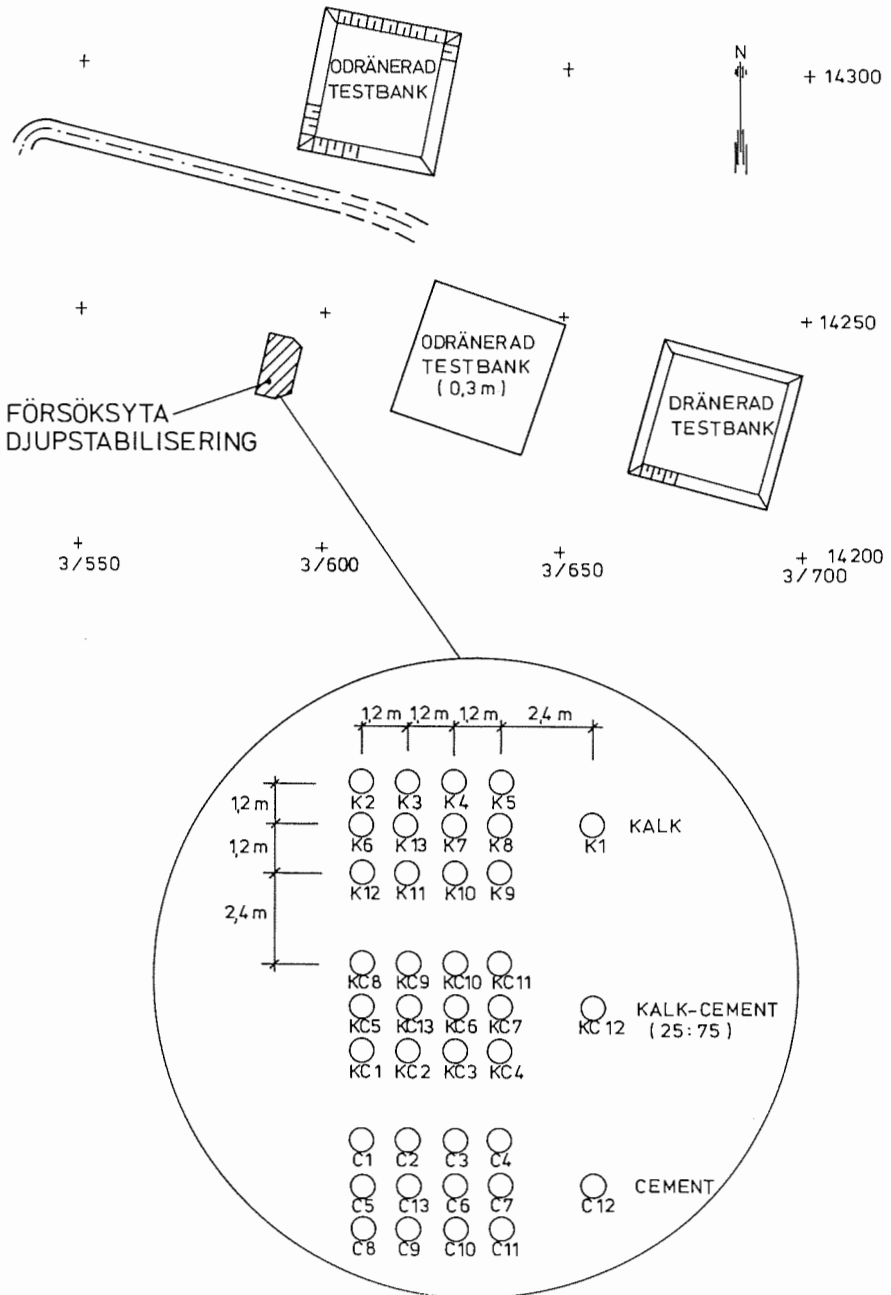 ODRÄNERAD
TESTBANK
N
+ 14300
+ 14250
ODRÄNERAD
TESTBANK
( 0,3 m )
DRÄNERAD
TESTBANK
FÖRSÖKSYTA
DJUPSTABILISERING
3/550
3/600
3/650
+ 14200
3/700
1,2 m 1,2 m 1,2 m 2,4 m
1,2 m
K2 K3 K4 K5
1,2 m
K6 K13 K7 K8 K1 KALK
K12 K11 K10 K9
2,4 m
KC8 KC9 KC10 KC11
KC5 KC13 KC6 KC7 KC12 KALK-CEMENT
( 25 : 75 )
KC1 KC2 KC3 KC4
C1 C2 C3 C4
C5 C13 C6 C7 C12 CEMENT
C8 C9 C10 C11